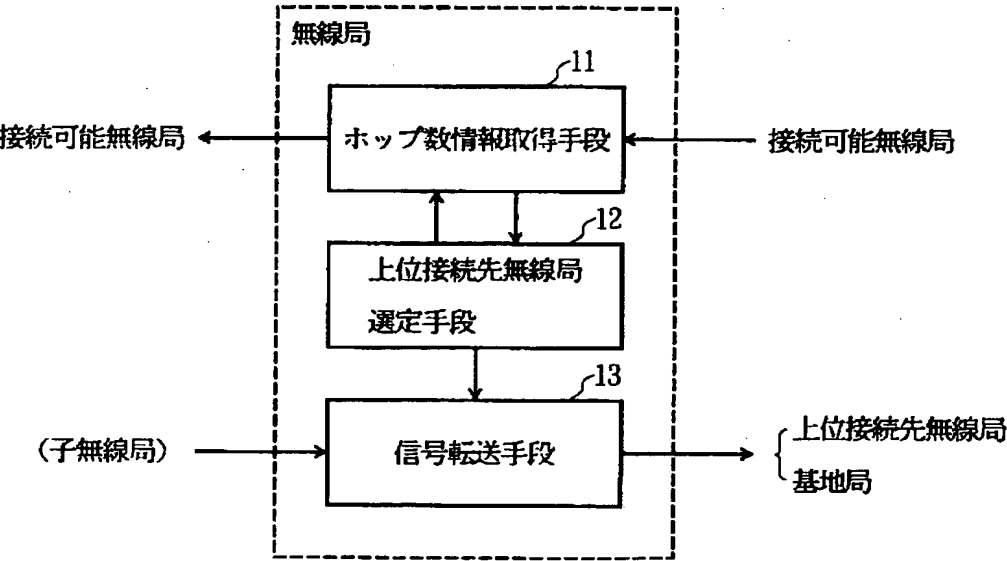 無線局
11
接続可能無線局
ホップ数情報取得手段
接続可能無線局
12
上位接続先無線局
選定手段
13
(子無線局)
信号転送手段
上位接続先無線局
基地局